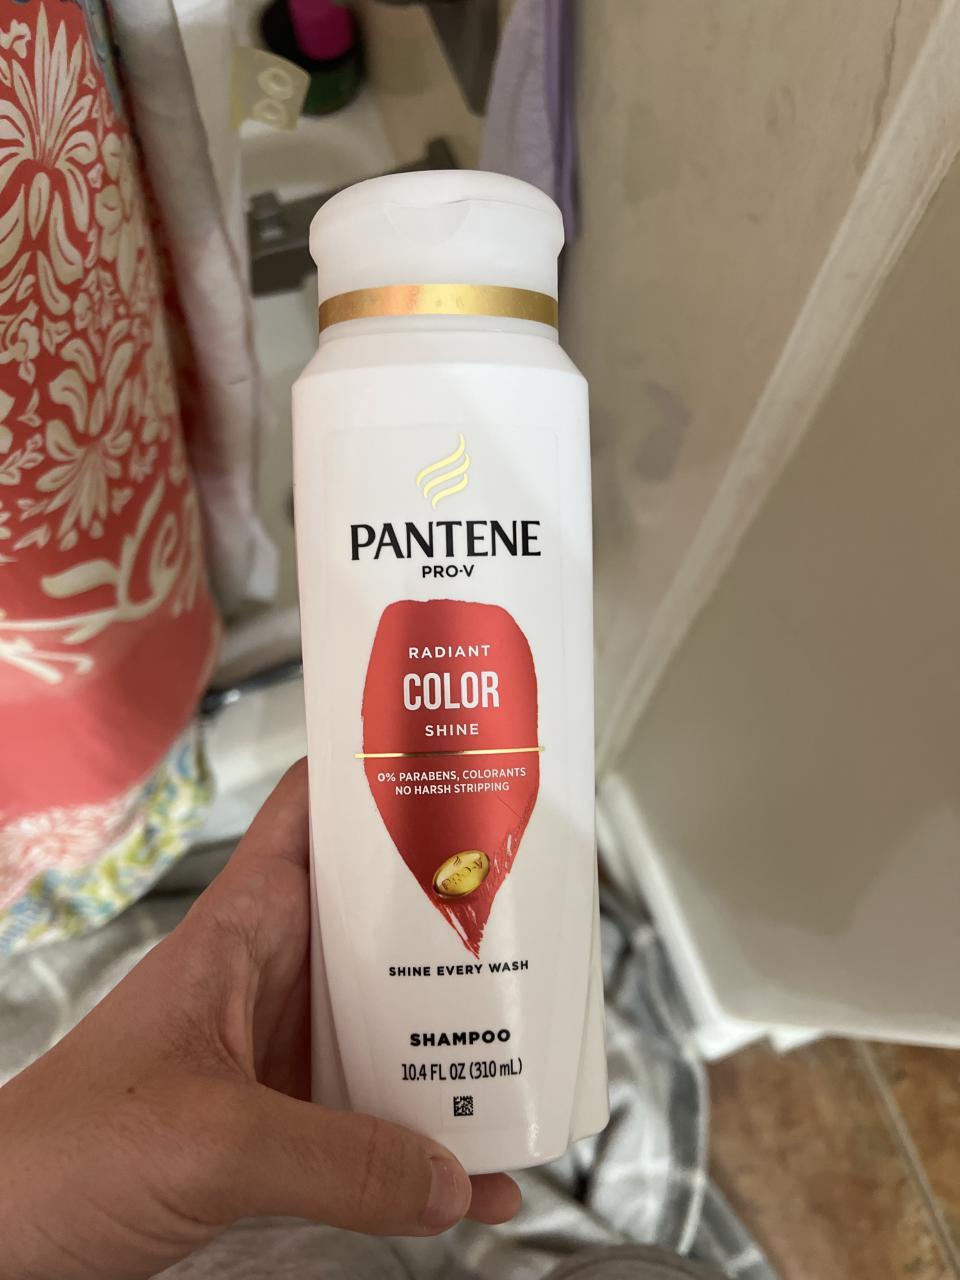 PANTENE
PRO-V
RADIANT
COLOR
SHINE
0% PARABENS, COLORANTS
NO HARSH STRIPPING
PRO-V
SHINE EVERY WASH
SHAMPOO
10.4 FL OZ (310 mL)